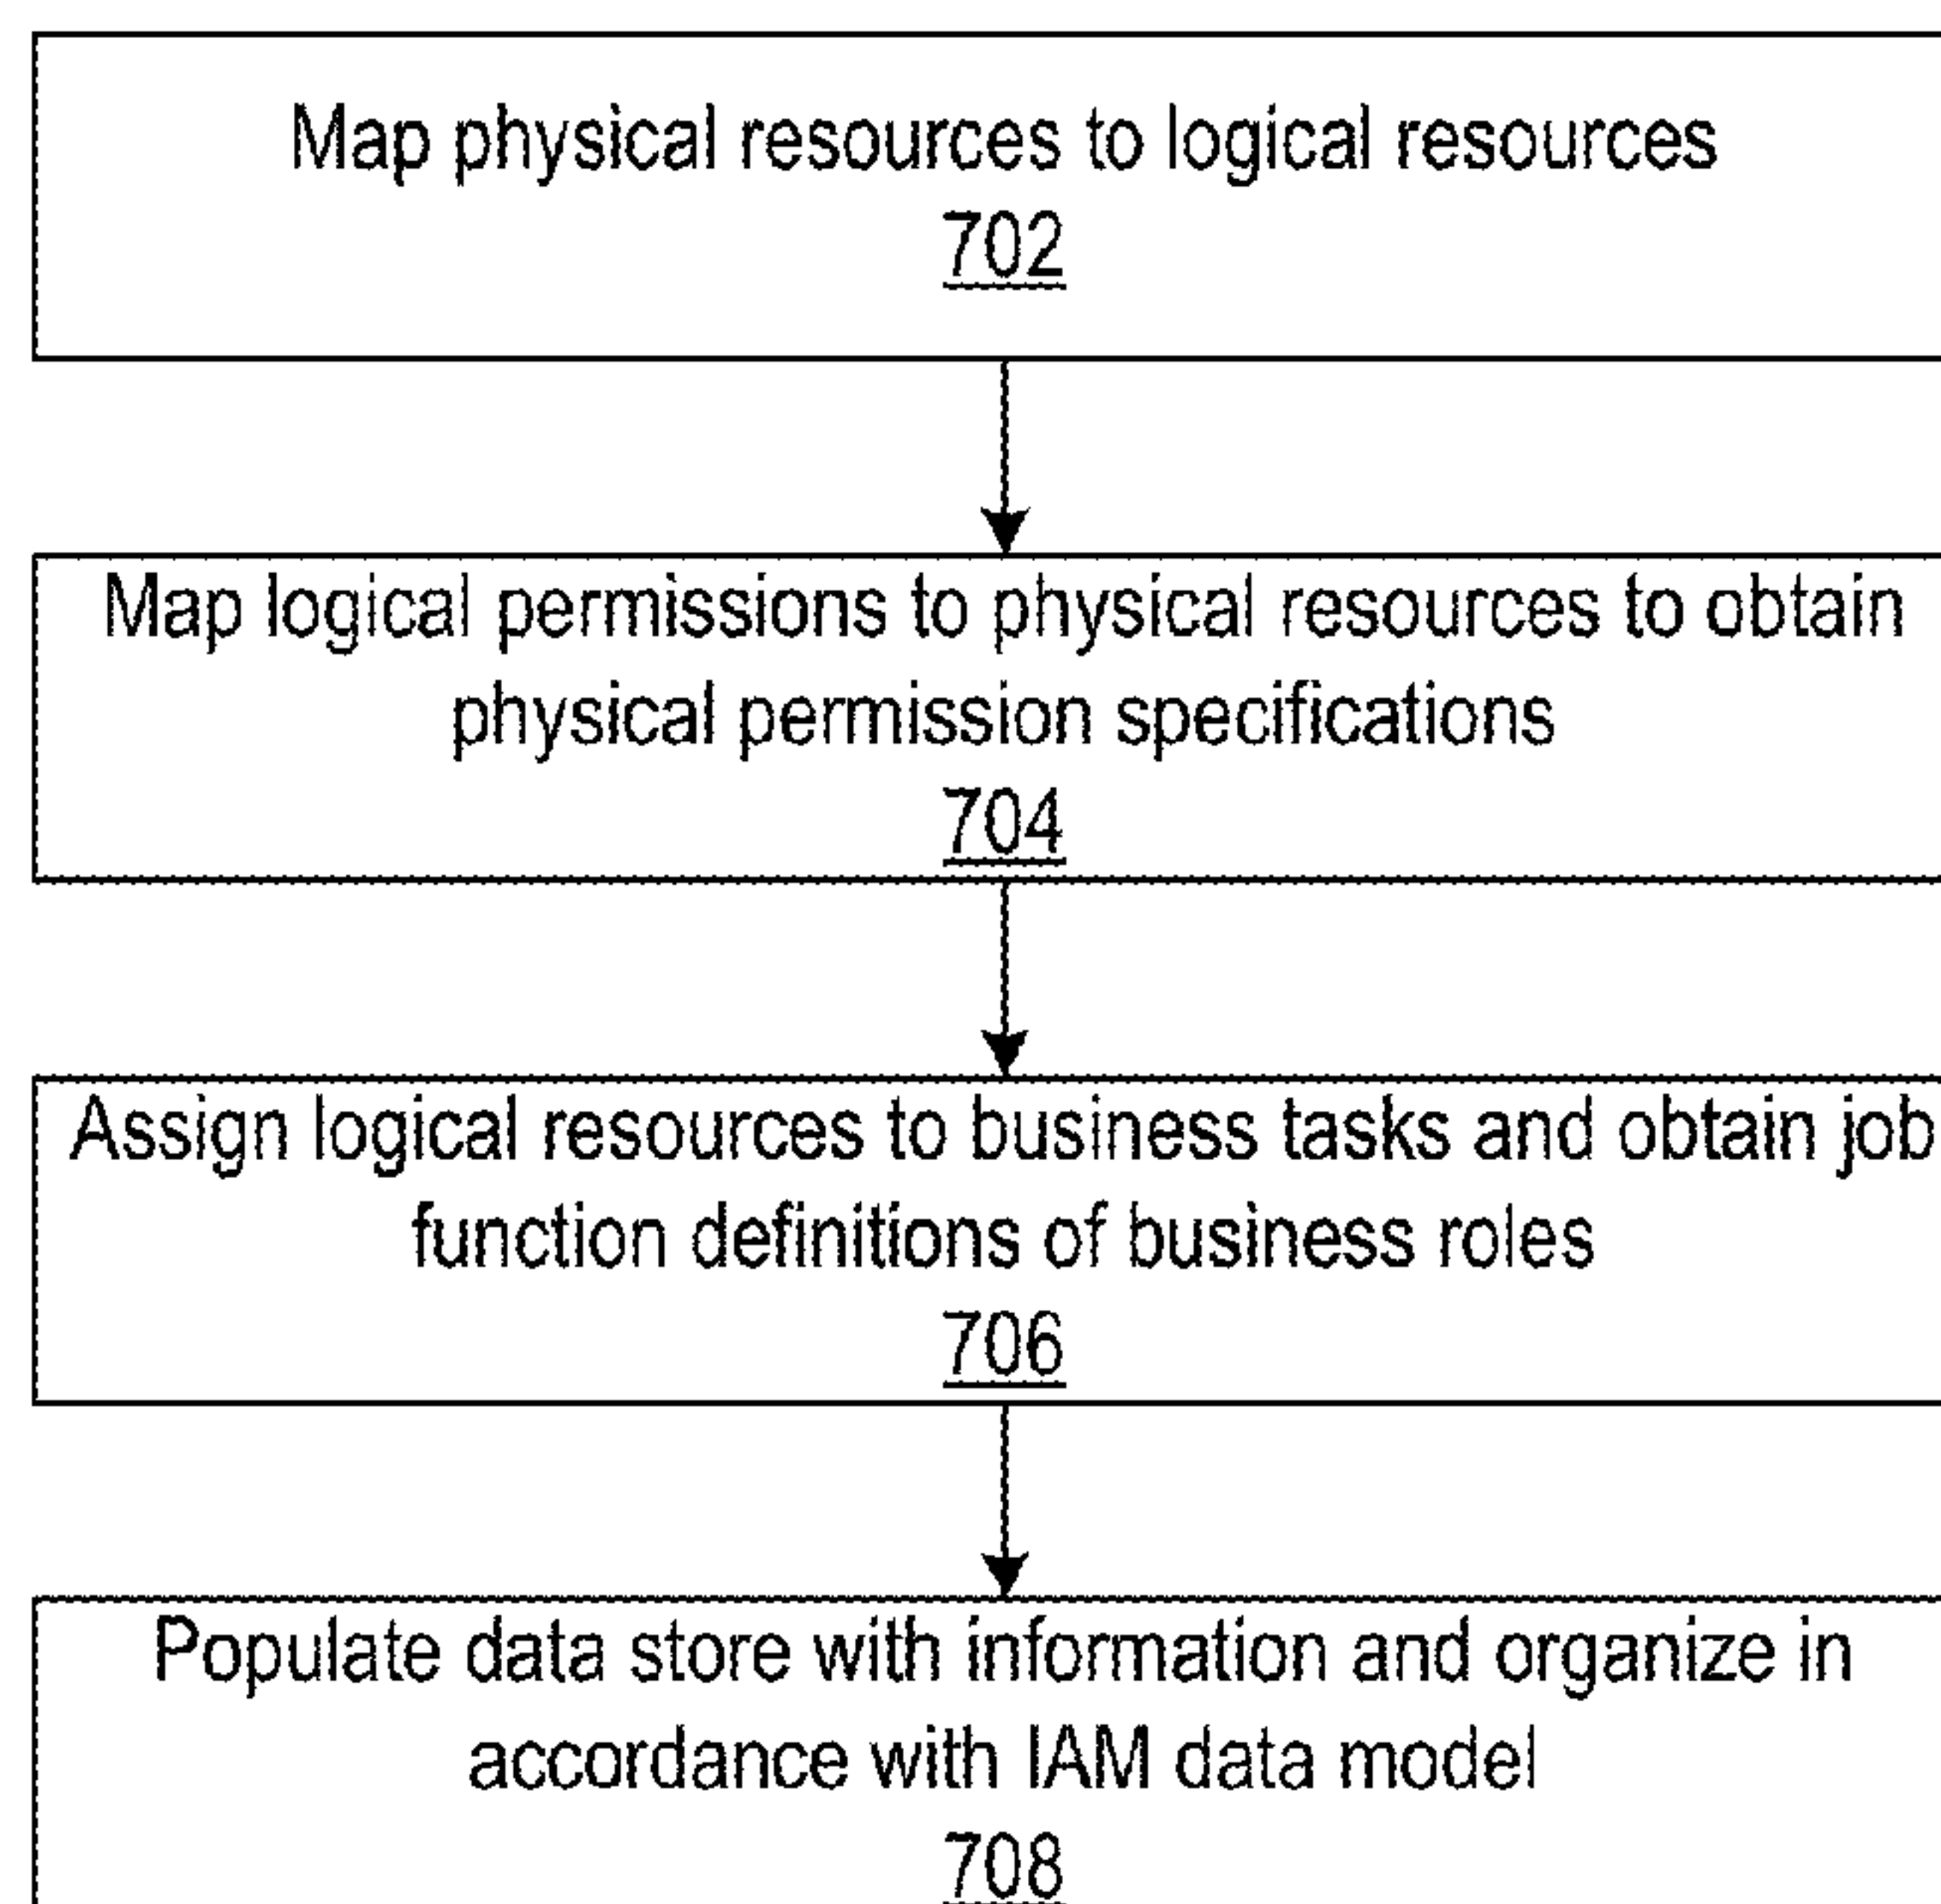 Map physical resources to logical resources
702
Map logical permissions to physical resources to obtain
physical permission specifications
704
Assign logical resources to business tasks and obtain job
function definitions of business roles
706
Populate data store with information and organize in
accordance with IAM data model
708